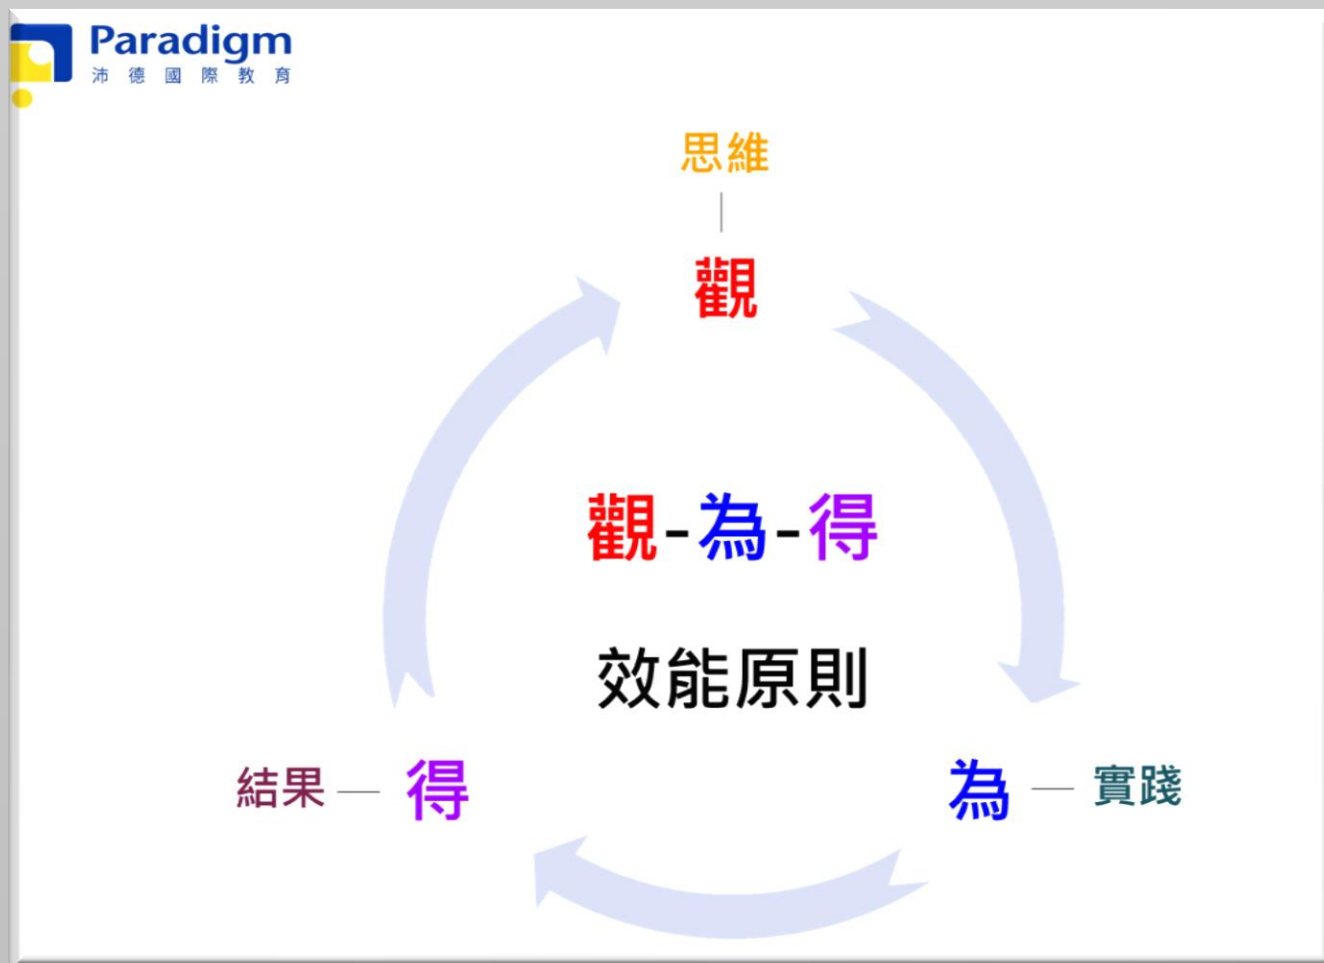 Paradigm
沛德國際教育
思維
觀
觀-為-得
效能原則
結果 得
為 實踐